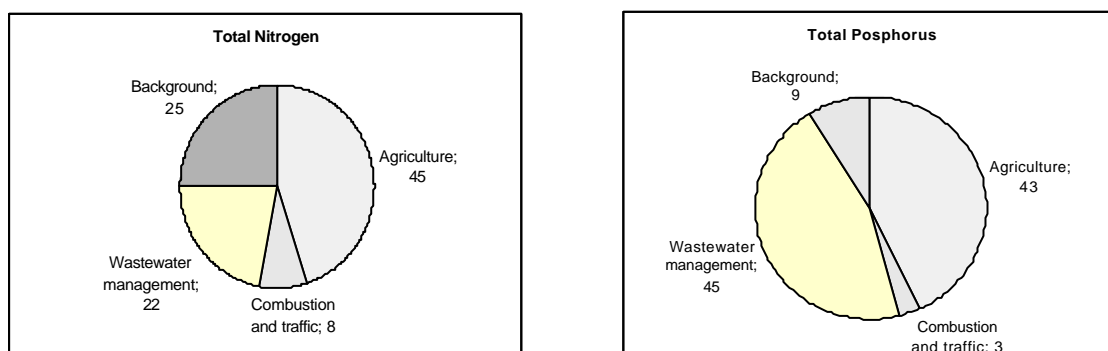 Total Nitrogen
Background;
25
Agriculture;
45
Wastewater
management;
22
Combustion
and traffic; 8
Total Posphorus
Background;
9
Agriculture;
43
Wastewater
management;
45
Combustion
and traffic; 3